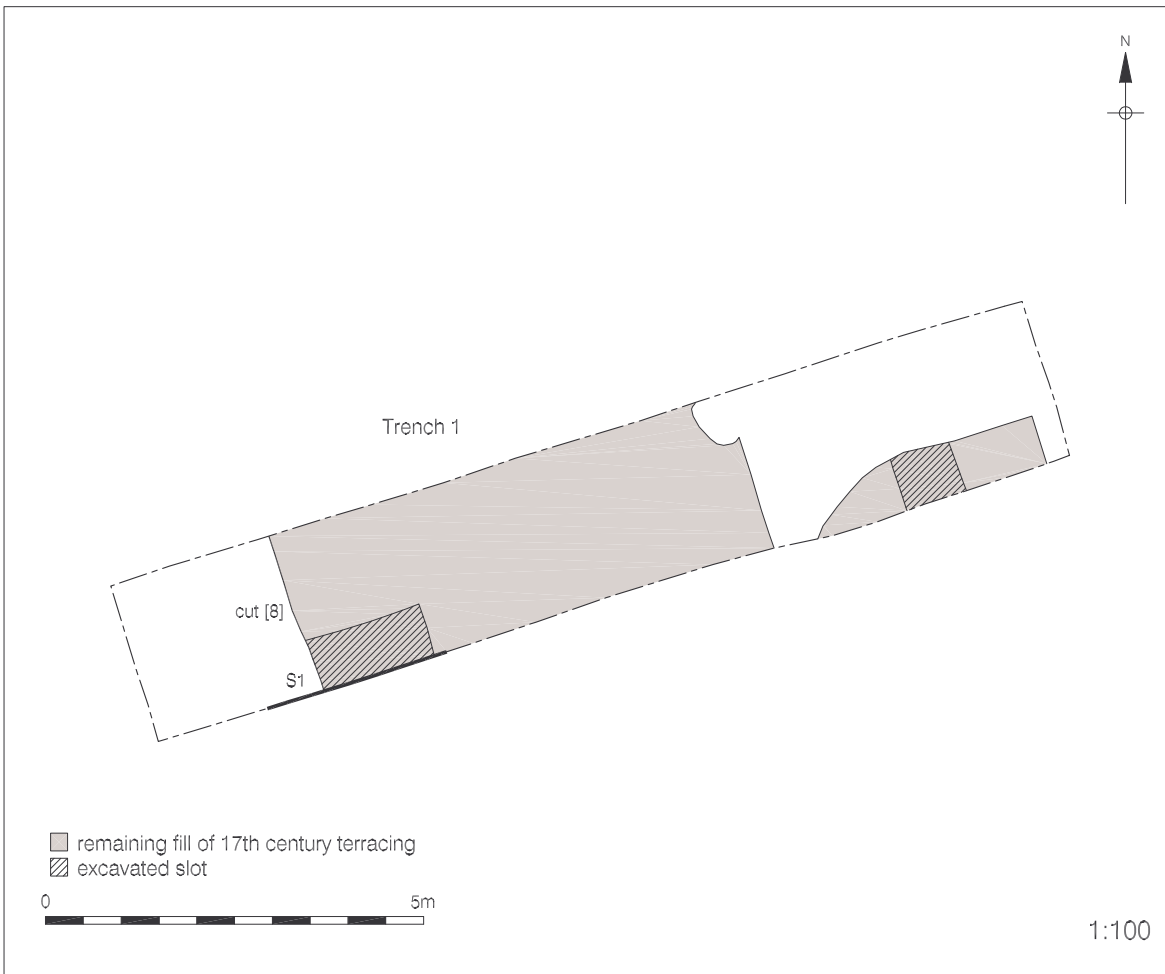 N
Trench 1
cut [8]
S1
remaining fill of 17th century terracing
excavated slot
0 5m
1:100